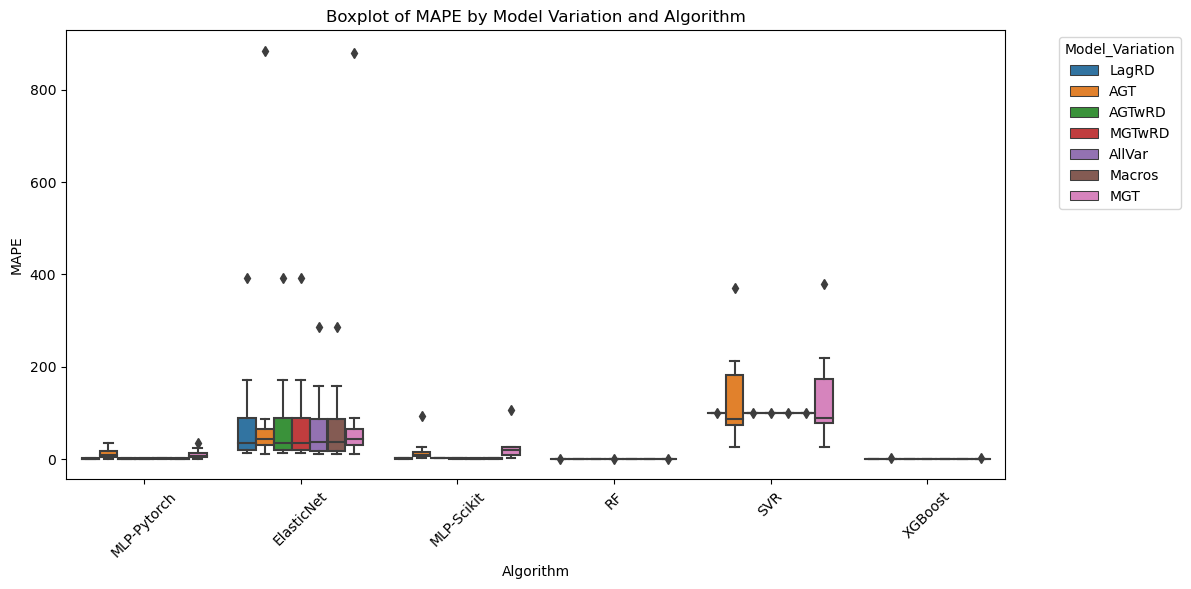 Boxplot of MAPE by Model Variation and Algorithm
Model_Variation
LagRD
AGT
AGTwRD
MGTwRD
AllVar
Macros
MGT
MAPE
800
600
400
200
0
MLP-Pytorch
ElasticNet
MLP-Scikit
RF
SVR
XGBoost
Algorithm